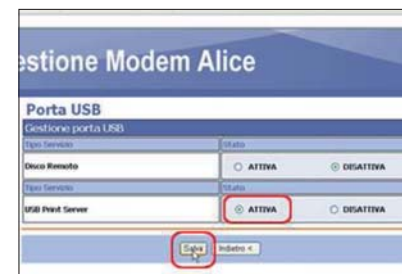 estione Modem Alice
Porta USB
Gestione porta USB
Tipo Servizio Stato
Disco Remoto ATTIVA DISATTIVA
Tipo Servizio Stato
USB Print Server ATTIVA DISATTIVA
Salva Indietro <